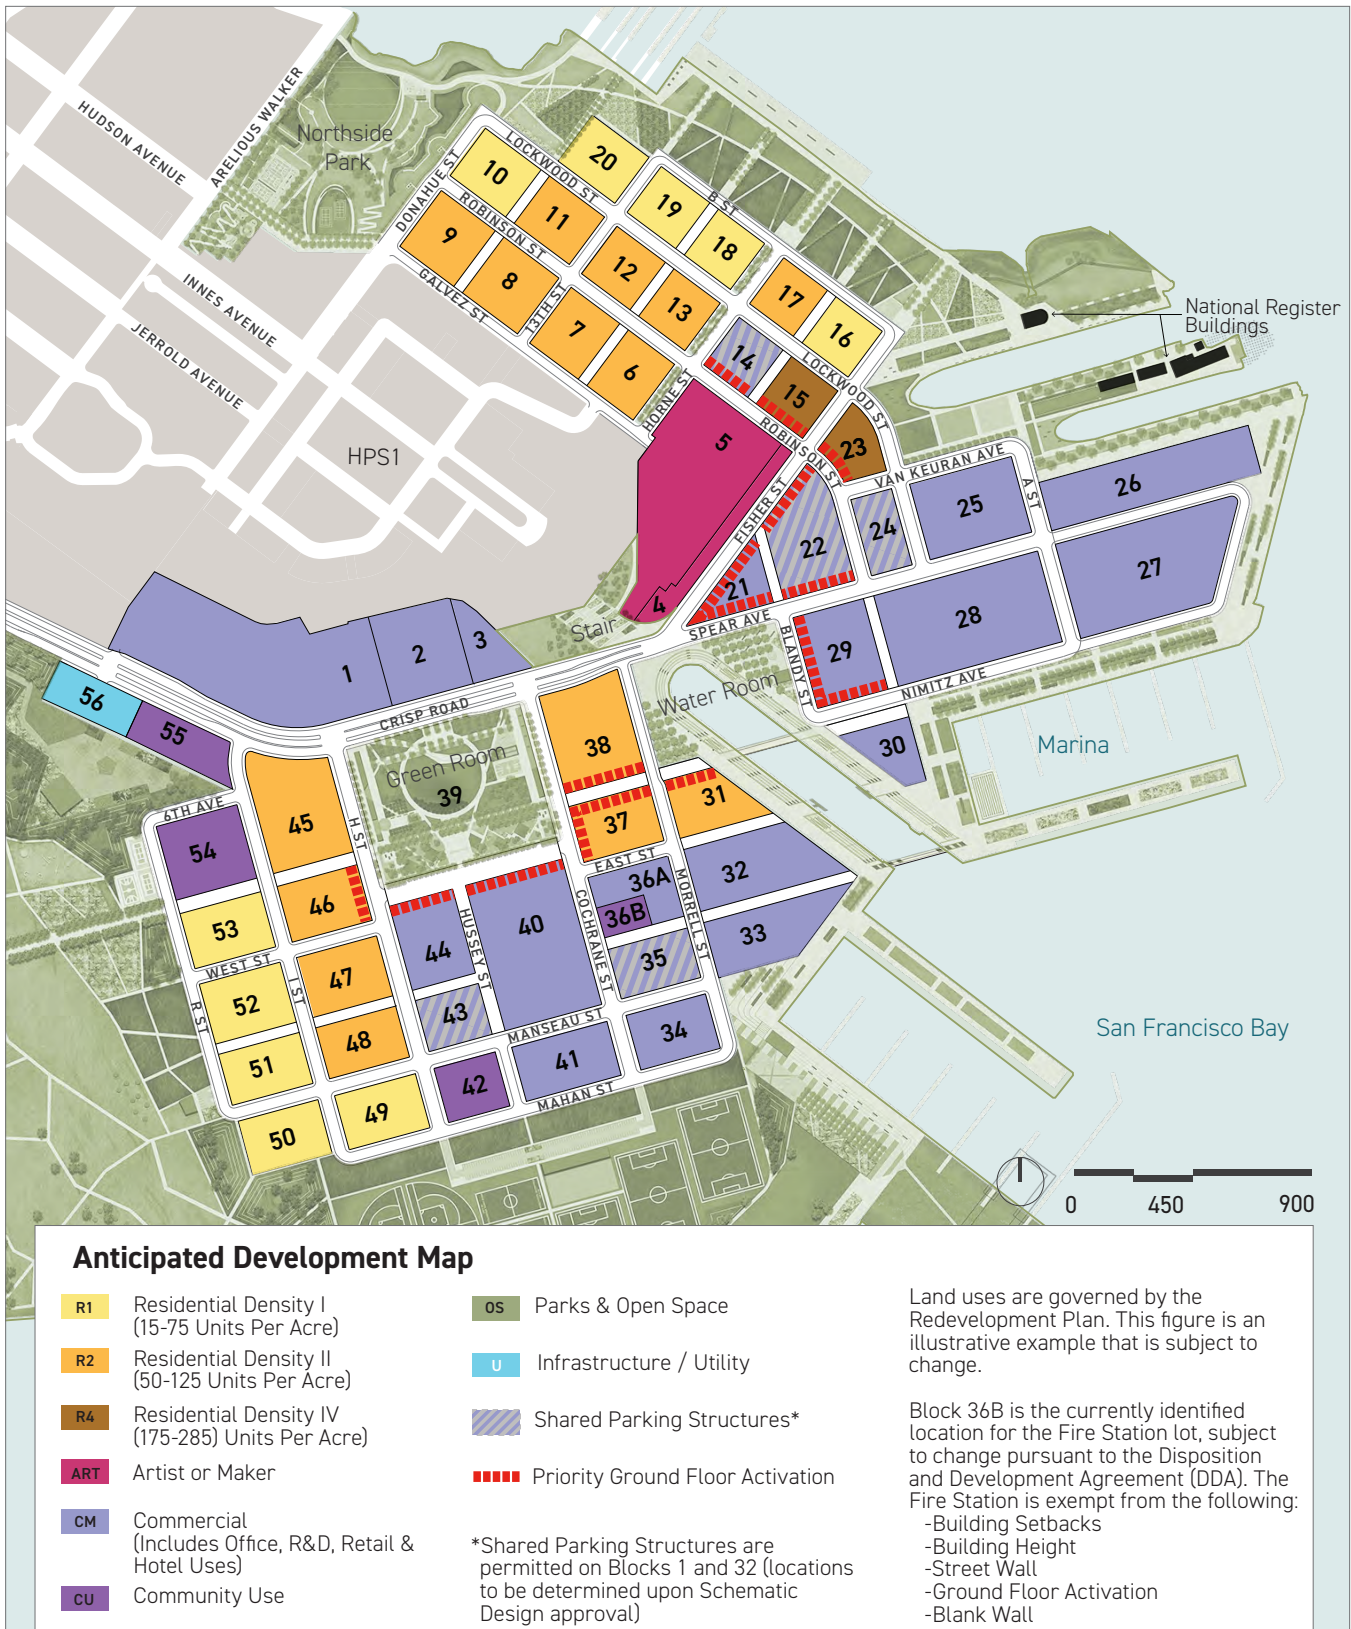 HUDSON AVENUE
ARELIOUS WALKER
Northside
Park
INNES AVENUE
JERROLD AVENUE
HPS1
DONAHUE ST
LOCKWOOD ST
ROBINSON ST
GALVEZ ST
13TH ST
B ST
10
20
11
19
18
9
8
12
13
17
16
7
6
14
15
5
23
HORNE ST
LOCKWOOD ST
ROBINSON ST
FISHER ST
VAN KEURAN AVE
A ST
National Register
Buildings
26
25
24
22
27
21
4
28
29
Stair
SPEAR AVE
BLANDY ST
NIMITZ AVE
Water Room
30
Marina
1
2
3
CRISP ROAD
56
55
Green Room
39
38
37
31
6TH AVE
54
45
H ST
46
53
WEST ST
R ST
I ST
52
47
51
48
50
49
44
HUSSEY ST
43
40
COCHRANE ST
EAST ST
36A
36B
MORRELL ST
32
33
35
34
MANSEAU ST
41
42
MAHAN ST
San Francisco Bay
0
450
900
Anticipated Development Map
R1
Residential Density I
(15-75 Units Per Acre)
R2
Residential Density II
(50-125 Units Per Acre)
R4
Residential Density IV
(175-285) Units Per Acre)
ART
Artist or Maker
CM
Commercial
(Includes Office, R&D, Retail &
Hotel Uses)
CU
Community Use
OS
Parks & Open Space
U
Infrastructure / Utility
Shared Parking Structures*
Priority Ground Floor Activation
*Shared Parking Structures are
permitted on Blocks 1 and 32 (locations
to be determined upon Schematic
Design approval)
Land uses are governed by the
Redevelopment Plan. This figure is an
illustrative example that is subject to
change.
Block 36B is the currently identified
location for the Fire Station lot, subject
to change pursuant to the Disposition
and Development Agreement (DDA). The
Fire Station is exempt from the following:
-Building Setbacks
-Building Height
-Street Wall
-Ground Floor Activation
-Blank Wall